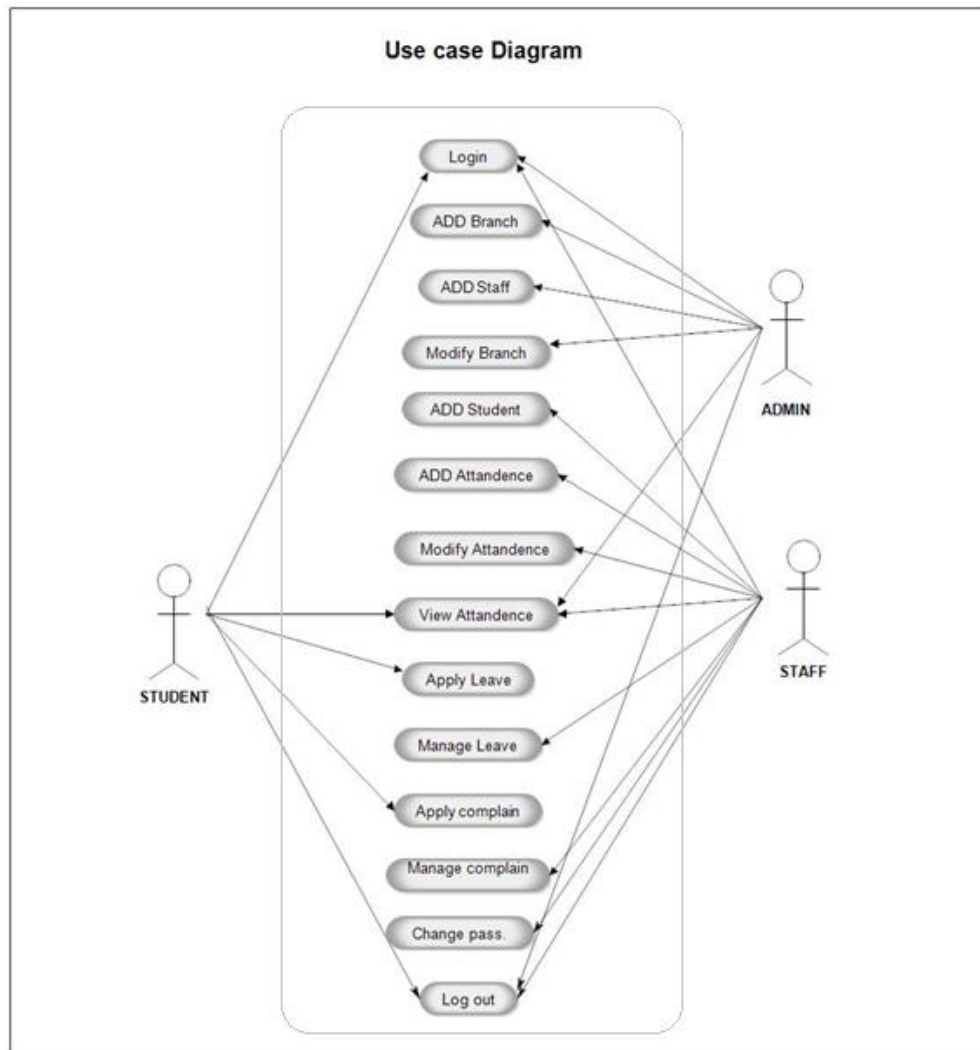 Use case Diagram
Login
ADD Branch
ADD Staff
Modify Branch
ADD Student
ADD Attandence
Modify Attandence
View Attandence
Apply Leave
Manage Leave
Apply complain
Manage complain
Change pass.
Log out
STUDENT
ADMIN
STAFF